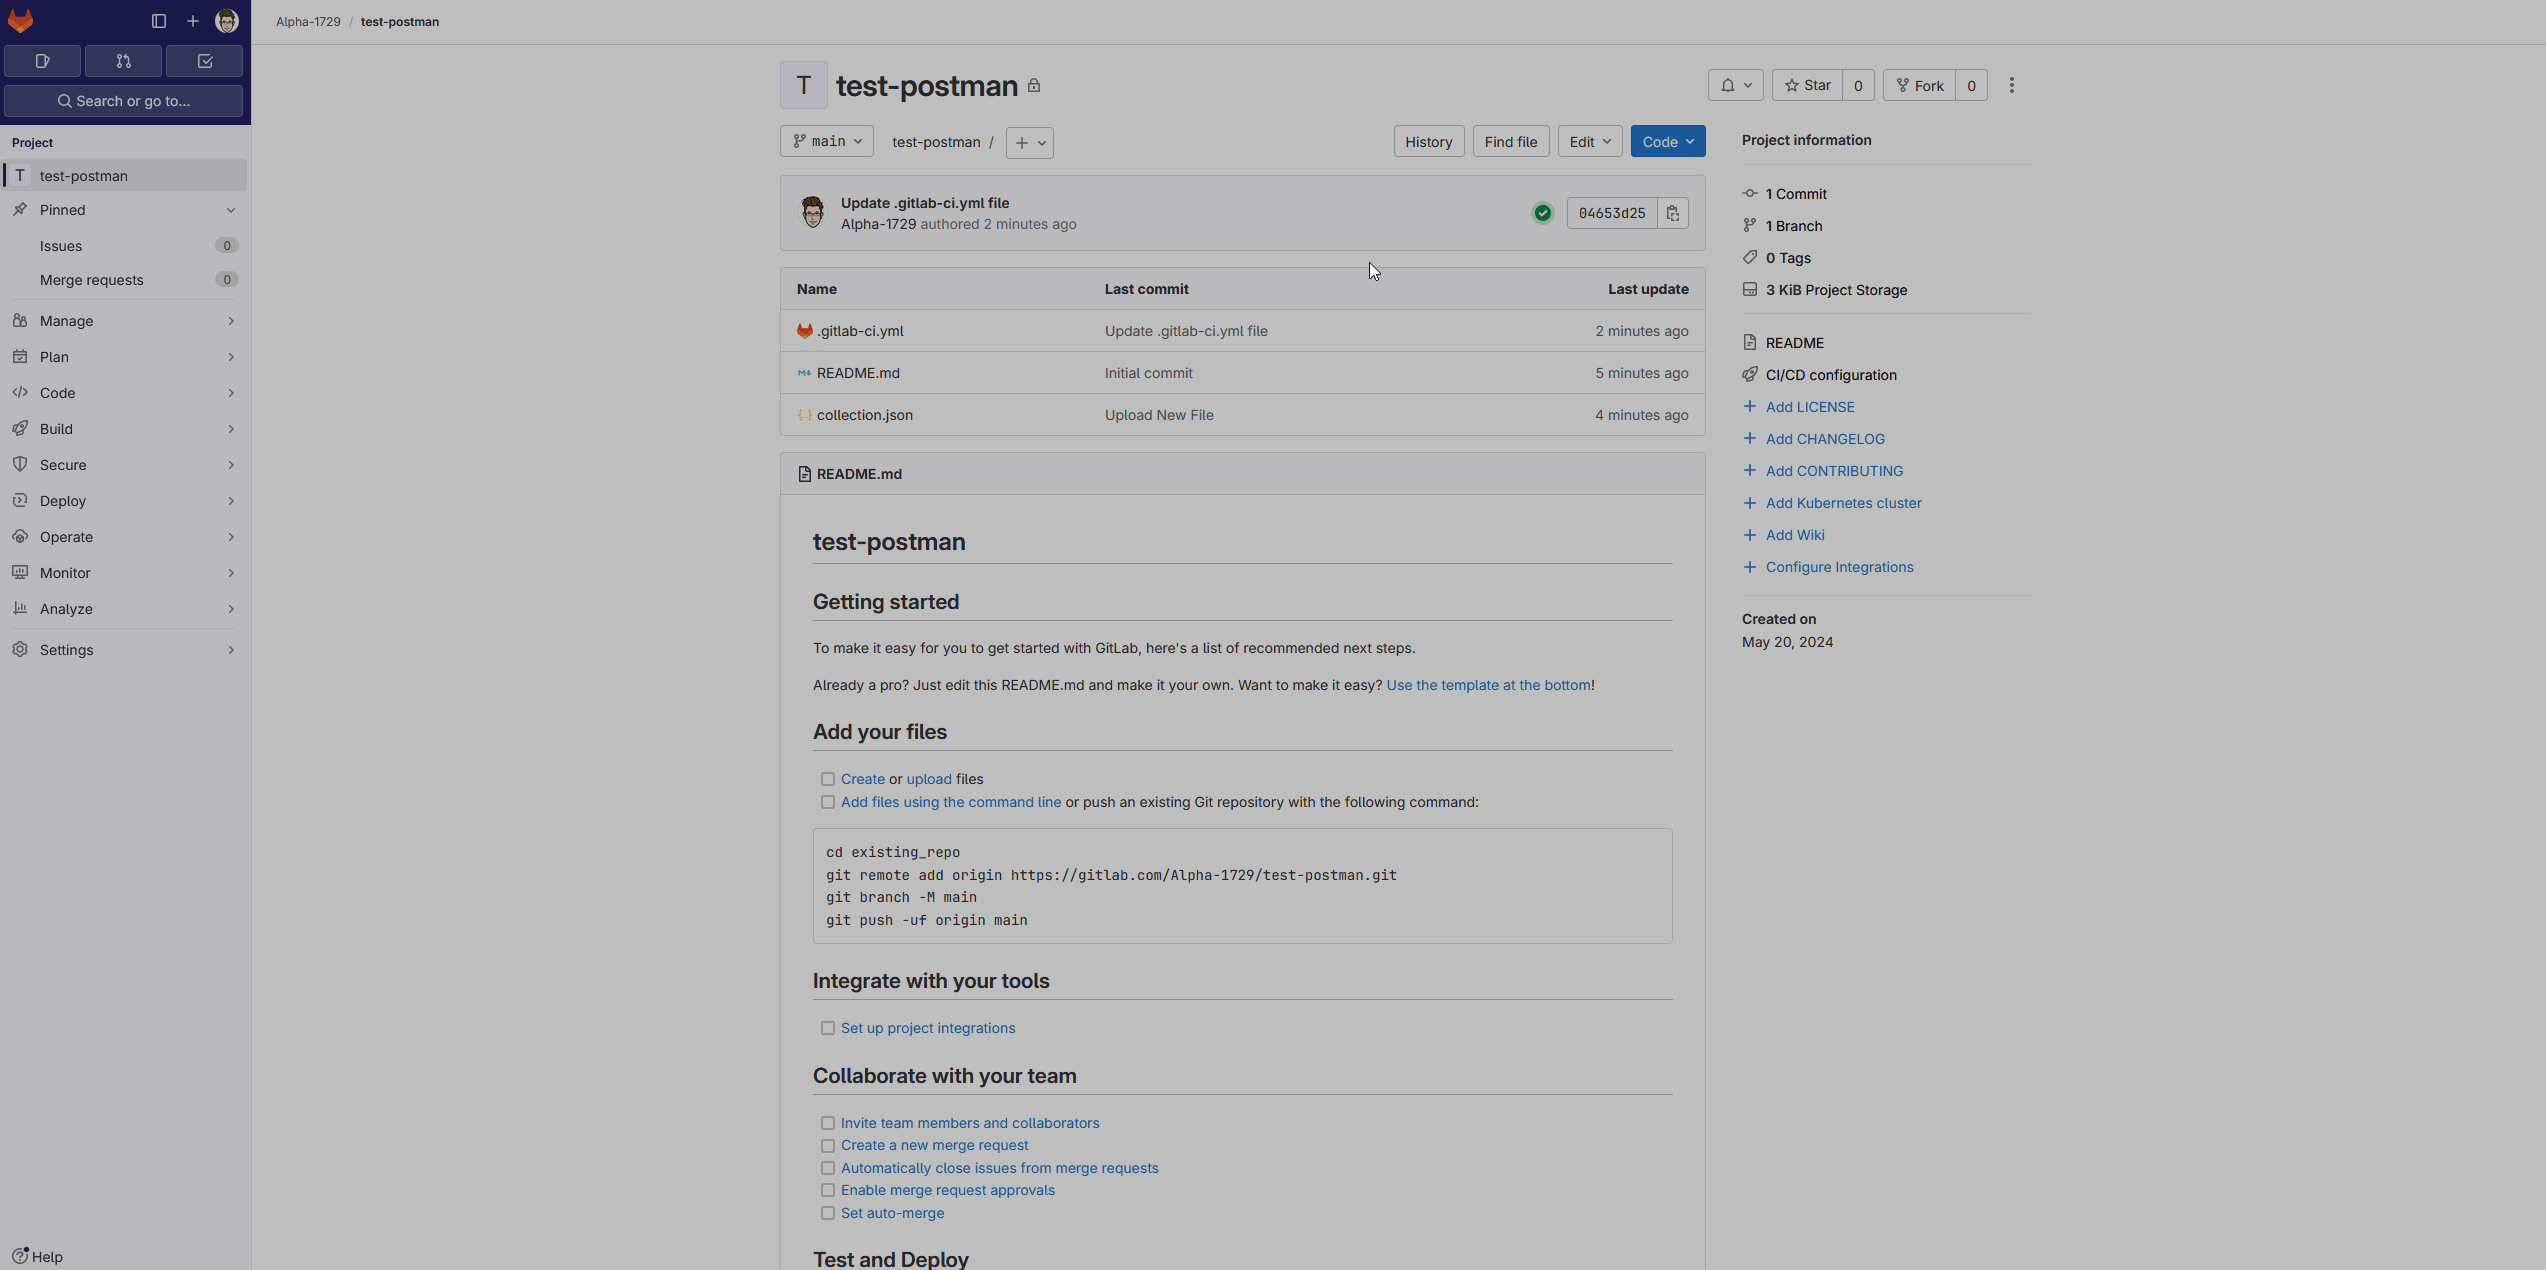 Alpha-1729 / test-postman
Search or go to...
Project
T test-postman
Pinned
Issues 0
Merge requests 0
Manage
Plan
Code
Build
Secure
Deploy
Operate
Monitor
Analyze
Settings
Help
T test-postman
Star 0
Fork 0
main
test-postman /
History
Find file
Edit
Code
Update .gitlab-ci.yml file
Alpha-1729 authored 2 minutes ago
04653d25
Name Last commit Last update
.gitlab-ci.yml Update .gitlab-ci.yml file 2 minutes ago
README.md Initial commit 5 minutes ago
collection.json Upload New File 4 minutes ago
README.md
test-postman
Getting started
To make it easy for you to get started with GitLab, here's a list of recommended next steps.
Already a pro? Just edit this README.md and make it your own. Want to make it easy? Use the template at the bottom!
Add your files
Create or upload files
Add files using the command line or push an existing Git repository with the following command:
cd existing_repo
git remote add origin https://gitlab.com/Alpha-1729/test-postman.git
git branch -M main
git push -uf origin main
Integrate with your tools
Set up project integrations
Collaborate with your team
Invite team members and collaborators
Create a new merge request
Automatically close issues from merge requests
Enable merge request approvals
Set auto-merge
Test and Deploy
Project information
1 Commit
1 Branch
0 Tags
3 KiB Project Storage
README
CI/CD configuration
Add LICENSE
Add CHANGELOG
Add CONTRIBUTING
Add Kubernetes cluster
Add Wiki
Configure Integrations
Created on
May 20, 2024